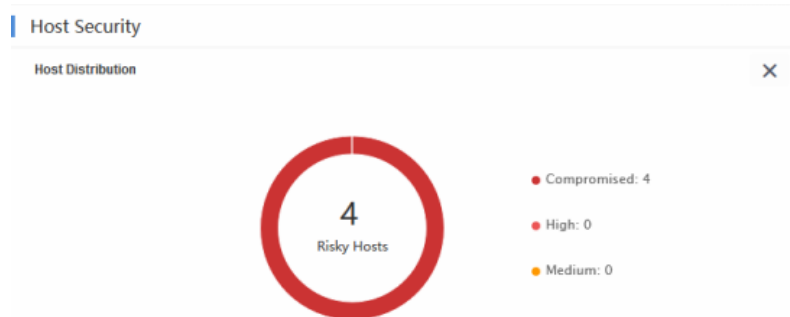 Host Security
Host Distribution
4
Risky Hosts
Compromised: 4
High: 0
Medium: 0